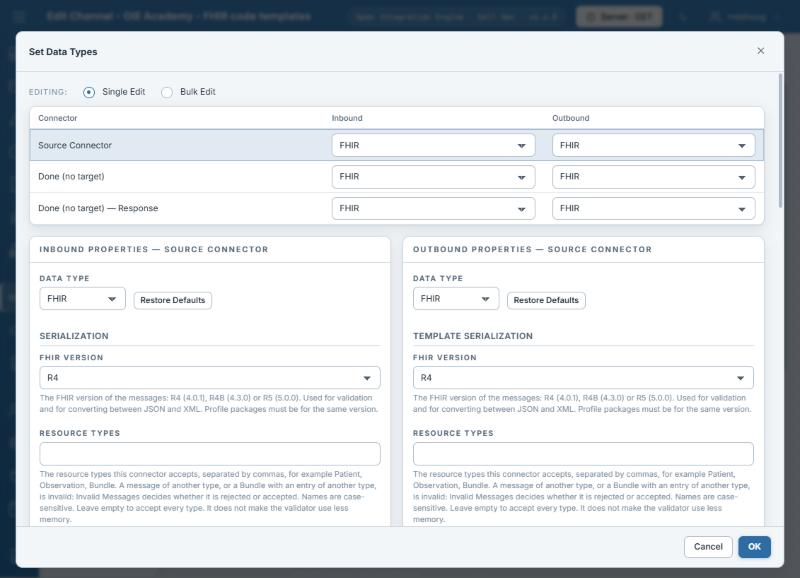 Edit Channel - OIE Academy - FHIR code templates
Set Data Types
EDITING: Single Edit Bulk Edit
Connector Inbound Outbound
Source Connector FHIR FHIR
Done (no target) FHIR FHIR
Done (no target) — Response FHIR FHIR
INBOUND PROPERTIES — SOURCE CONNECTOR
DATA TYPE
FHIR Restore Defaults
SERIALIZATION
FHIR VERSION
R4
The FHIR version of the messages: R4 (4.0.1), R4B (4.3.0) or R5 (5.0.0). Used for validation
and for converting between JSON and XML. Profile packages must be for the same version.
RESOURCE TYPES
The resource types this connector accepts, separated by commas, for example Patient,
Observation, Bundle. A message of another type, or a Bundle with an entry of another type,
is invalid: Invalid Messages decides whether it is rejected or accepted. Names are case-
sensitive. Leave empty to accept every type. It does not make the validator use less
memory.
OUTBOUND PROPERTIES — SOURCE CONNECTOR
DATA TYPE
FHIR Restore Defaults
TEMPLATE SERIALIZATION
FHIR VERSION
R4
The FHIR version of the messages: R4 (4.0.1), R4B (4.3.0) or R5 (5.0.0). Used for validation
and for converting between JSON and XML. Profile packages must be for the same version.
RESOURCE TYPES
The resource types this connector accepts, separated by commas, for example Patient,
Observation, Bundle. A message of another type, or a Bundle with an entry of another type,
is invalid: Invalid Messages decides whether it is rejected or accepted. Names are case-
sensitive. Leave empty to accept every type. It does not make the validator use less
memory.
Cancel OK